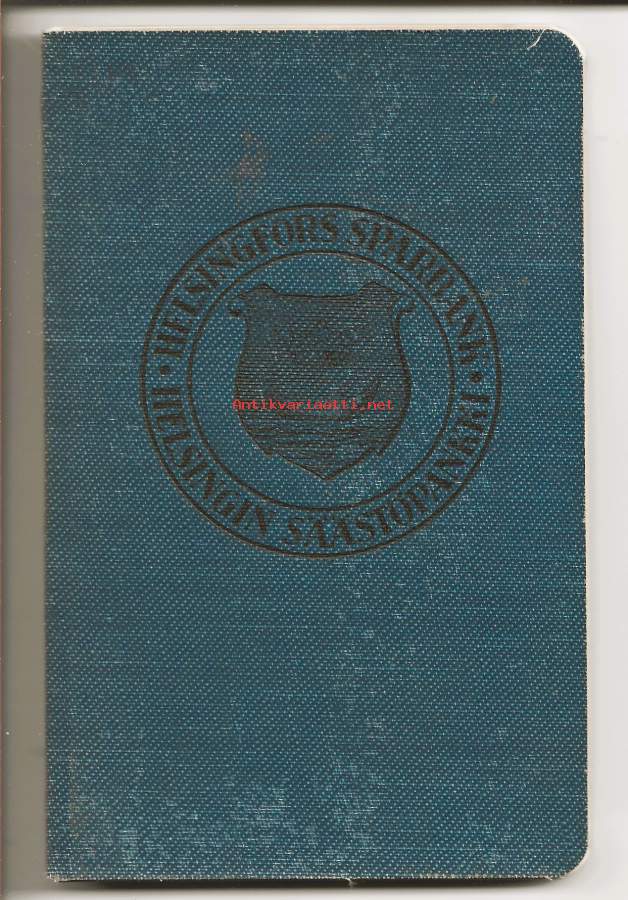 · HELSINGFORS SPARBANK ·
Antikvariaatti.net
HELSINGIN SÄÄSTÖPANKKI